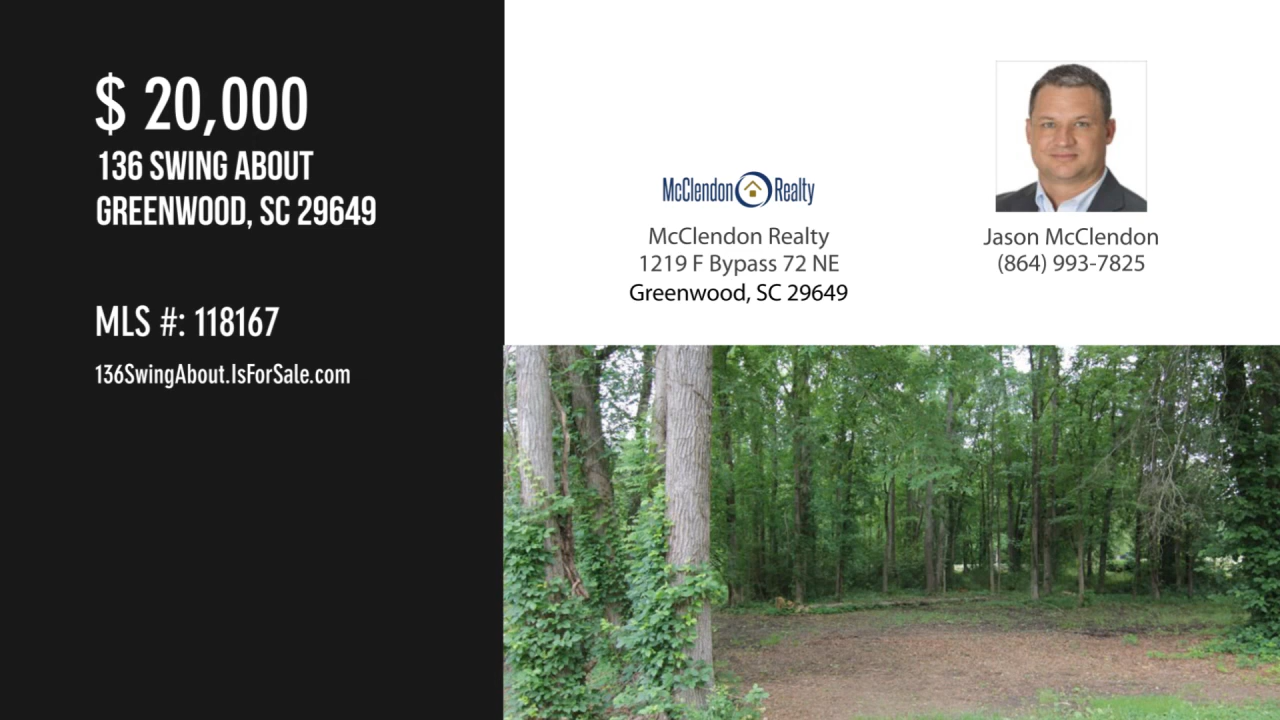 $ 20,000
136 SWING ABOUT
GREENWOOD, SC 29649
MLS #: 118167
136SwingAbout.IsForSale.com
McClendon Realty
McClendon Realty
1219 F Bypass 72 NE
Greenwood, SC 29649
Jason McClendon
(864) 993-7825